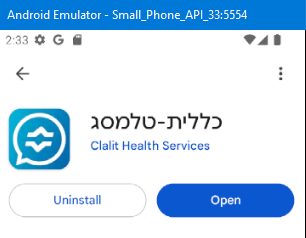 Android Emulator - Small_Phone_API_33:5554
2:33 G
כללית-טלמסג
Clalit Health Services
Uninstall
Open